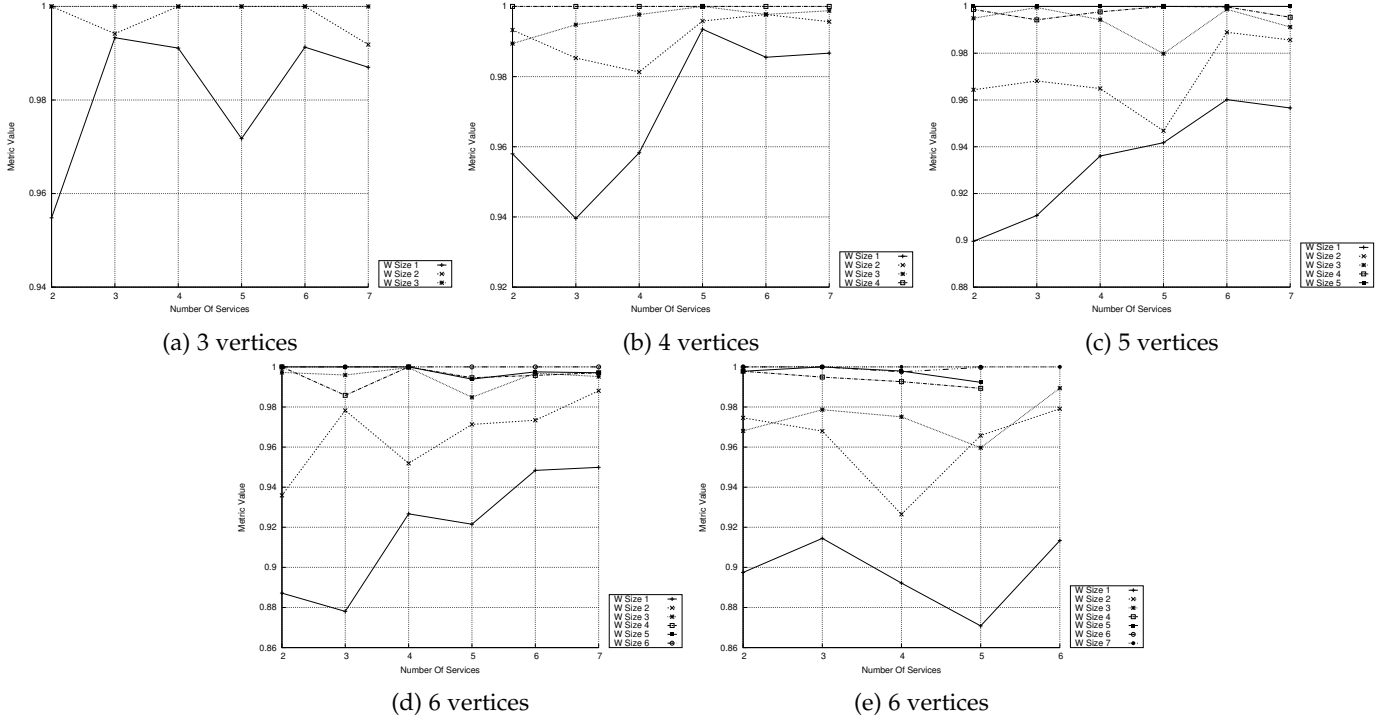 1
0.98
0.96
0.94
Metric Value
2 3 4 5 6 7
Number Of Services
W Size 1
W Size 2
W Size 3
(a) 3 vertices
1
0.98
0.96
0.94
0.92
Metric Value
2 3 4 5 6 7
Number Of Services
W Size 1
W Size 2
W Size 3
W Size 4
(b) 4 vertices
1
0.98
0.96
0.94
0.92
0.9
0.88
Metric Value
2 3 4 5 6 7
Number Of Services
W Size 1
W Size 2
W Size 3
W Size 4
W Size 5
(c) 5 vertices
1
0.98
0.96
0.94
0.92
0.9
0.88
0.86
Metric Value
2 3 4 5 6 7
Number Of Services
W Size 1
W Size 2
W Size 3
W Size 4
W Size 5
W Size 6
(d) 6 vertices
1
0.98
0.96
0.94
0.92
0.9
0.88
0.86
Metric Value
2 3 4 5 6
Number Of Services
W Size 1
W Size 2
W Size 3
W Size 4
W Size 5
W Size 6
W Size 7
(e) 6 vertices